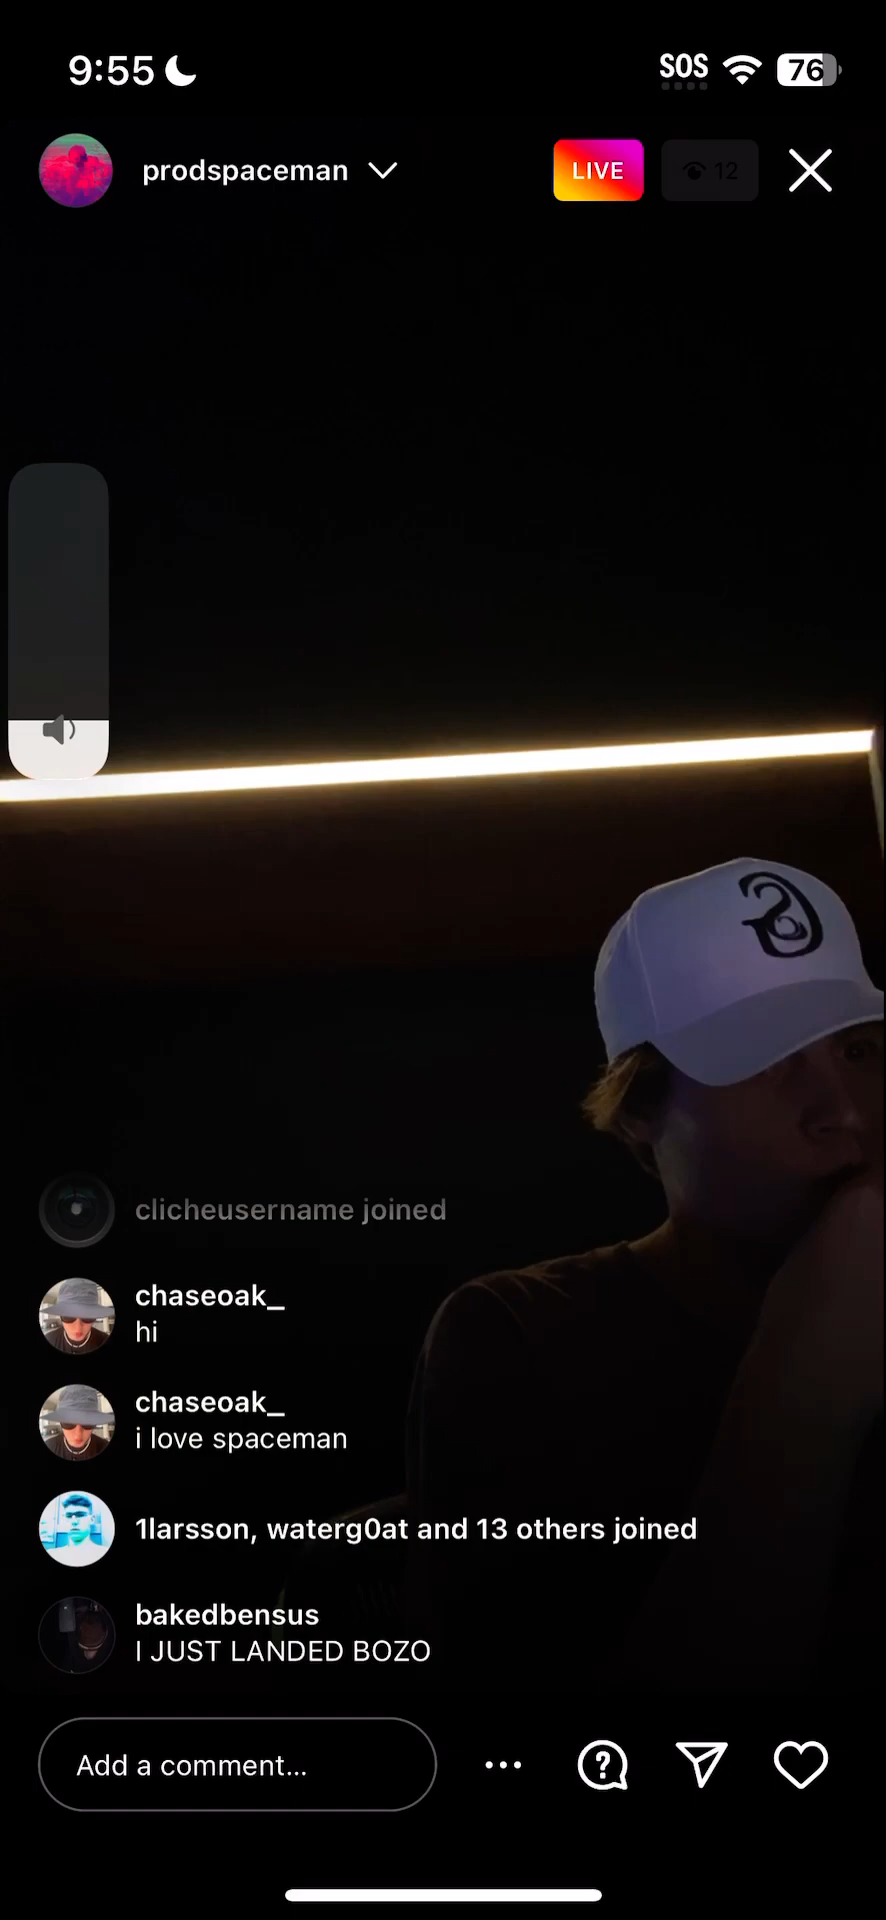 9:55
SOS
76
prodspaceman
LIVE
12
clicheusername joined
chaseoak_
hi
chaseoak_
i love spaceman
1larsson, waterg0at and 13 others joined
bakedbensus
I JUST LANDED BOZO
Add a comment...